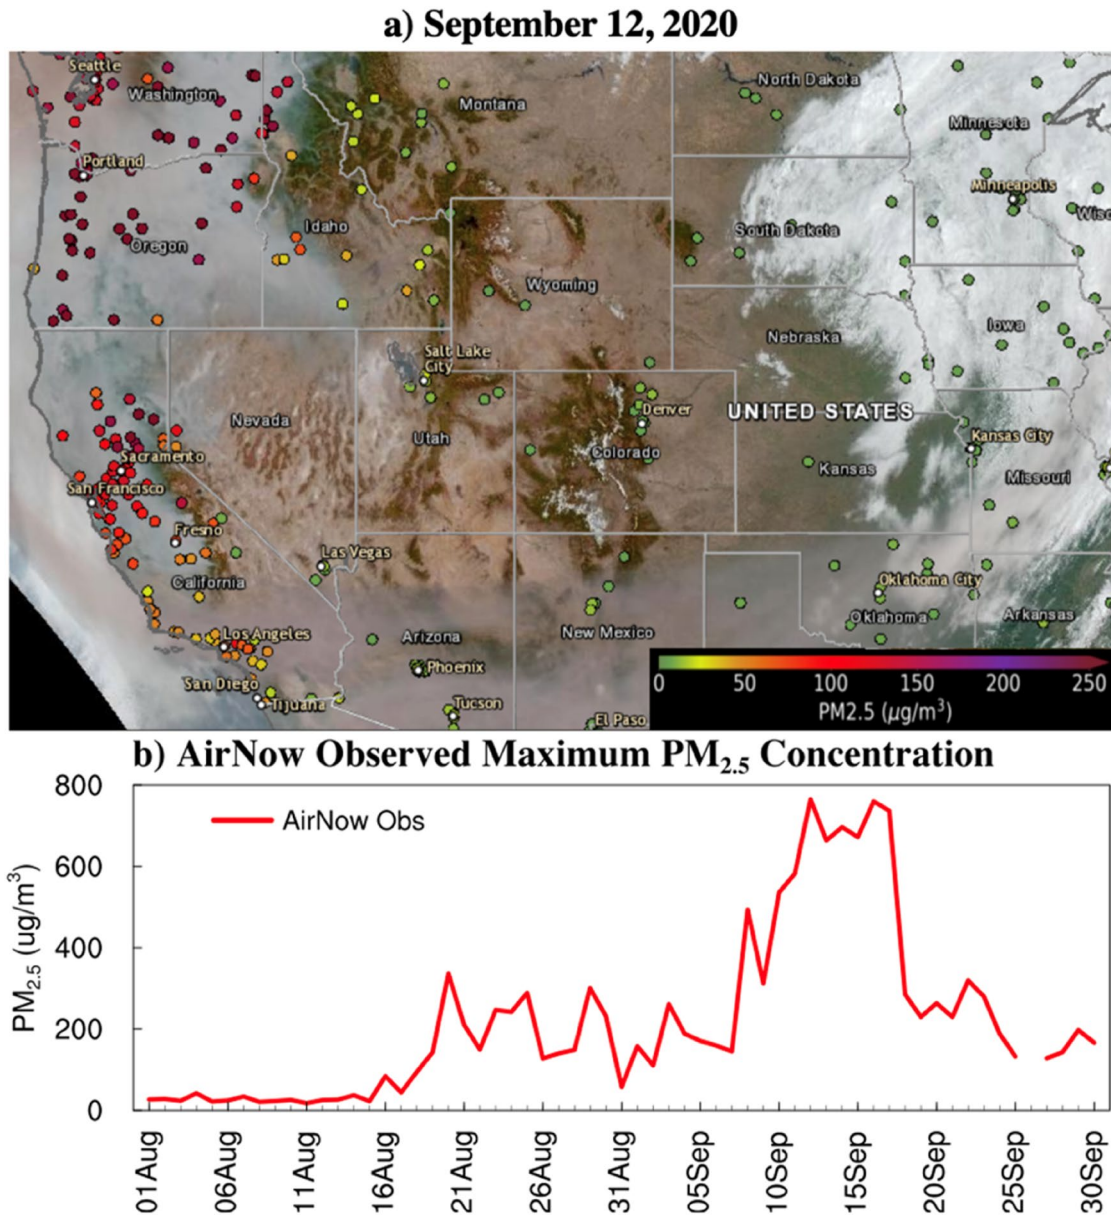 a) September 12, 2020
Seattle
Washington
Montana
North Dakota
Minnesota
Portland
Minneapolis
Wisc
Idaho
Oregon
South Dakota
Wyoming
Iowa
Nebraska
Salt Lake
City
Nevada
Denver
UNITED STATES
Utah
Kansas City
Sacramento
Colorado
Kansas
Missouri
San Francisco
Fresno
Las Vegas
California
Oklahoma City
Oklahoma
Arkansas
Los Angeles
Arizona
New Mexico
Phoenix
San Diego
Tijuana
Tucson
El Paso
0 50 100 150 200 250
PM2.5 (µg/m³)
b) AirNow Observed Maximum PM₂.₅ Concentration
AirNow Obs
PM₂.₅ (ug/m³)
800
600
400
200
0
01Aug 06Aug 11Aug 16Aug 21Aug 26Aug 31Aug 05Sep 10Sep 15Sep 20Sep 25Sep 30Sep